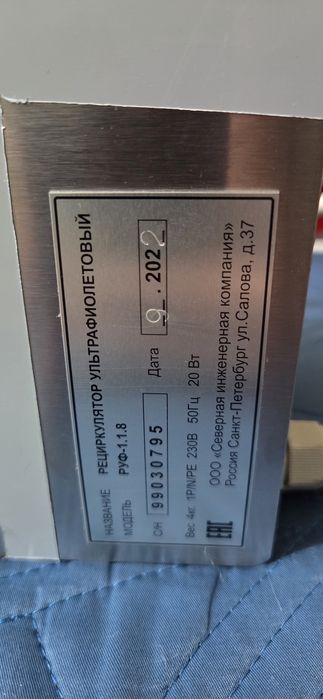 НАЗВАНИЕ РЕЦИРКУЛЯТОР УЛЬТРАФИОЛЕТОВЫЙ
МОДЕЛЬ РУФ-1.1.8
С/Н 99030795 Дата 9.2022
Вес 4кг. 1P/N/PE 230В 50Гц 20 Вт
ООО «Северная инженерная компания»
EAC Россия Санкт-Петербург ул.Салова, д.37